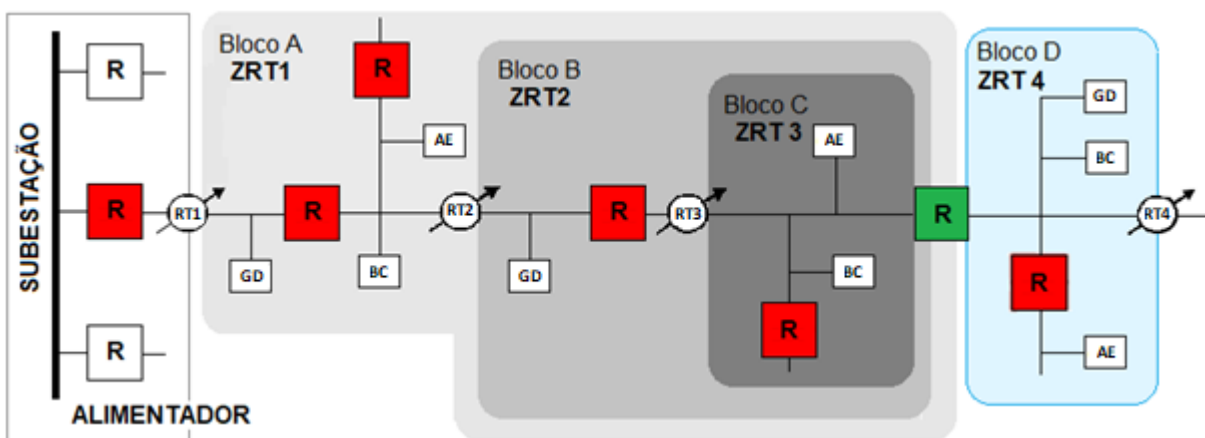 SUBESTAÇÃO
R
R
R
ALIMENTADOR
RT1
Bloco A
ZRT1
GD
R
R
AE
BC
RT2
Bloco B
ZRT2
GD
R
RT3
Bloco C
ZRT 3
AE
BC
R
R
Bloco D
ZRT 4
GD
BC
R
AE
RT4